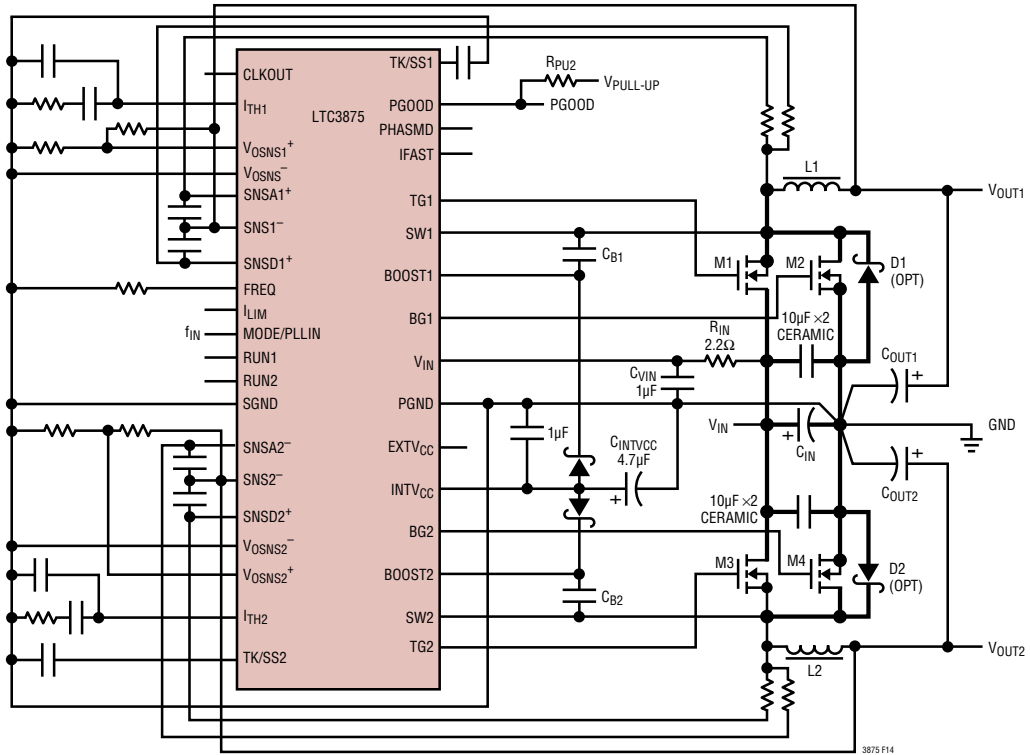 LTC3875
CLKOUT
ITH1
VOSNS1+
VOSNS–
SNSA1+
SNS1–
SNSD1+
FREQ
ILIM
fIN
MODE/PLLIN
RUN1
RUN2
SGND
SNSA2–
SNS2–
SNSD2+
VOSNS2–
VOSNS2+
ITH2
TK/SS2
TK/SS1
PGOOD
PHASMD
IFAST
TG1
SW1
BOOST1
BG1
VIN
PGND
EXTVCC
INTVCC
BG2
BOOST2
SW2
TG2
RPU2
VPULL-UP
PGOOD
L1
VOUT1
CB1
M1
M2
D1
(OPT)
10µF ×2
CERAMIC
RIN
2.2Ω
CVIN
1µF
COUT1
+
1µF
CINTVCC
4.7µF
+
VIN
+
CIN
GND
+
COUT2
10µF ×2
CERAMIC
M3
M4
D2
(OPT)
CB2
L2
VOUT2
3875 F14